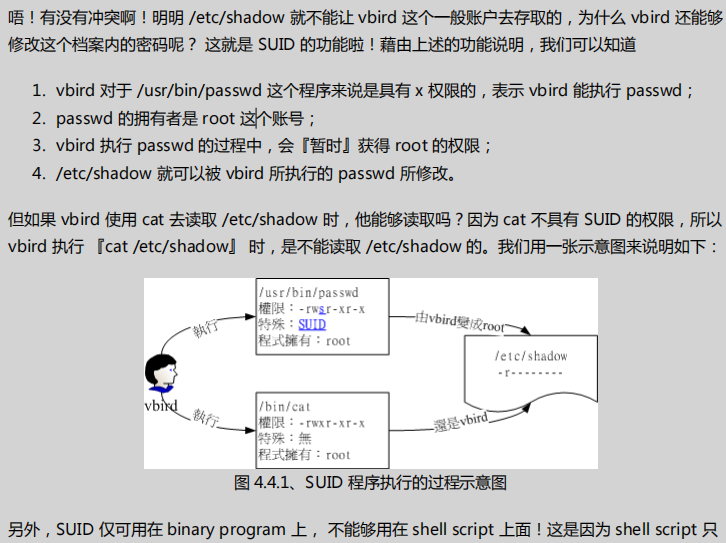 唔！有没有冲突啊！明明 /etc/shadow 就不能让 vbird 这个一般账户去存取的，为什么 vbird 还能够
修改这个档案内的密码呢？ 这就是 SUID 的功能啦！藉由上述的功能说明，我们可以知道
1. vbird 对于 /usr/bin/passwd 这个程序来说是具有 x 权限的，表示 vbird 能执行 passwd；
2. passwd 的拥有者是 root 这个账号；
3. vbird 执行 passwd 的过程中，会『暂时』获得 root 的权限；
4. /etc/shadow 就可以被 vbird 所执行的 passwd 所修改。
但如果 vbird 使用 cat 去读取 /etc/shadow 时，他能够读取吗？因为 cat 不具有 SUID 的权限，所以
vbird 执行 『cat /etc/shadow』 时，是不能读取 /etc/shadow 的。我们用一张示意图来说明如下：
/usr/bin/passwd
權限：-rwsr-xr-x
特殊：SUID
程式擁有：root
執行
由vbird變成root
/etc/shadow
-r--------
vbird
執行
/bin/cat
權限：-rwxr-xr-x
特殊：無
程式擁有：root
還是vbird
图 4.4.1、SUID 程序执行的过程示意图
另外，SUID 仅可用在 binary program 上， 不能够用在 shell script 上面！这是因为 shell script 只